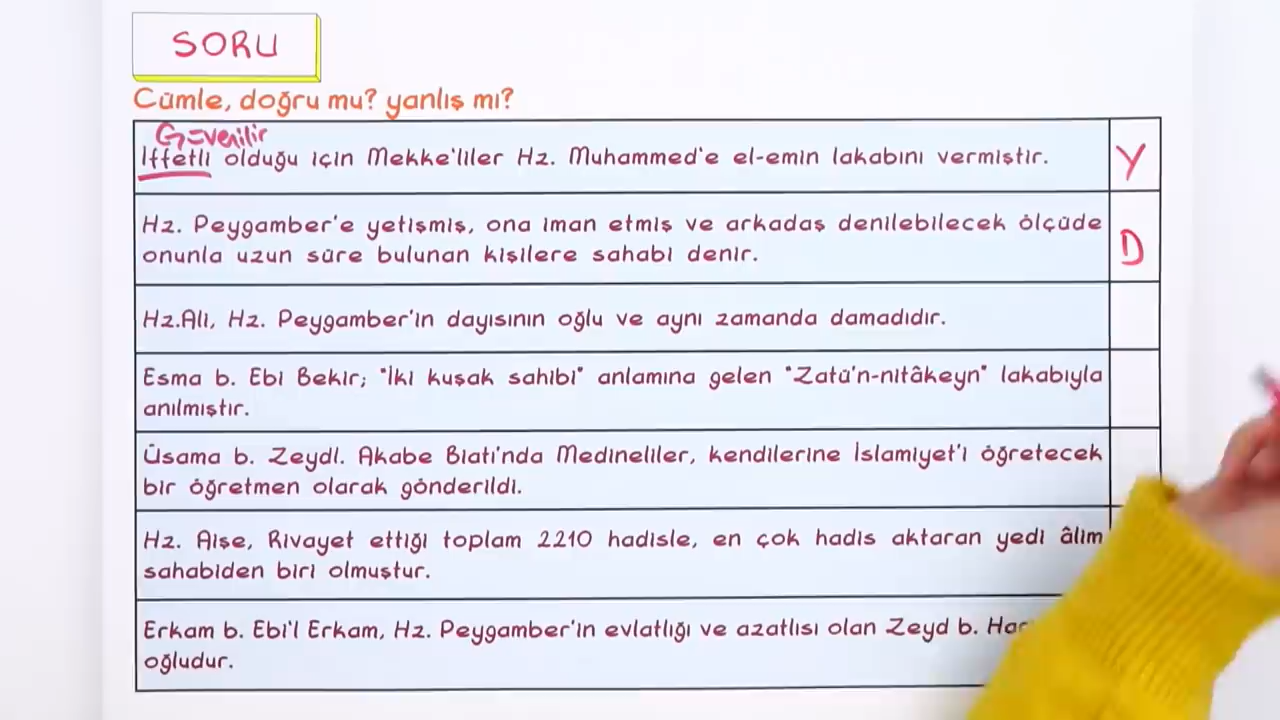 SORU
Cümle, doğru mu? yanlış mı?
Güvenilir
İffetli olduğu için Mekke'liler Hz. Muhammed'e el-emin lakabını vermiştir.
Y
Hz. Peygamber'e yetişmiş, ona iman etmiş ve arkadaş denilebilecek ölçüde
onunla uzun süre bulunan kişilere sahabi denir.
D
Hz.Ali, Hz. Peygamber'in dayısının oğlu ve aynı zamanda damadıdır.
Esma b. Ebi Bekir; "İki kuşak sahibi" anlamına gelen "Zatü'n-nitâkeyn" lakabıyla
anılmıştır.
Üsama b. ZeydI. Akabe Biatı'nda Medineliler, kendilerine İslamiyet'i öğretecek
bir öğretmen olarak gönderildi.
Hz. Aişe, Rivayet ettiği toplam 2210 hadisle, en çok hadis aktaran yedi âlim
sahabiden biri olmuştur.
Erkam b. Ebi'l Erkam, Hz. Peygamber'in evlatlığı ve azatlısı olan Zeyd b.
oğludur.